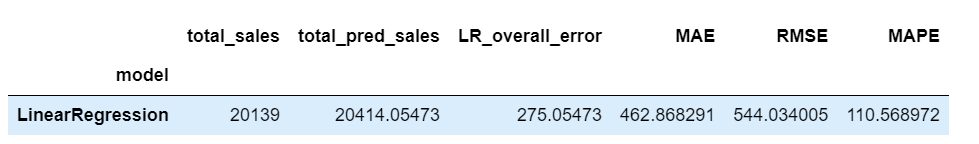 total_sales total_pred_sales LR_overall_error MAE RMSE MAPE
model
LinearRegression 20139 20414.05473 275.05473 462.868291 544.034005 110.568972